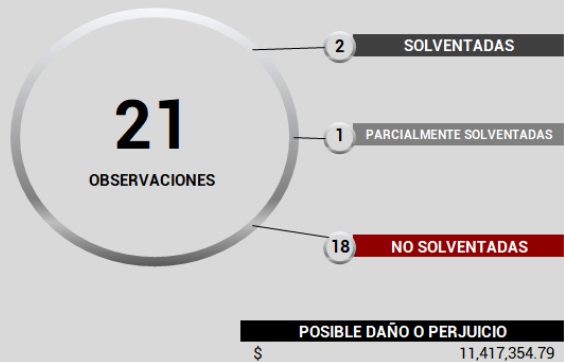 21
OBSERVACIONES
2 SOLVENTADAS
1 PARCIALMENTE SOLVENTADAS
18 NO SOLVENTADAS
POSIBLE DAÑO O PERJUICIO
$ 11,417,354.79